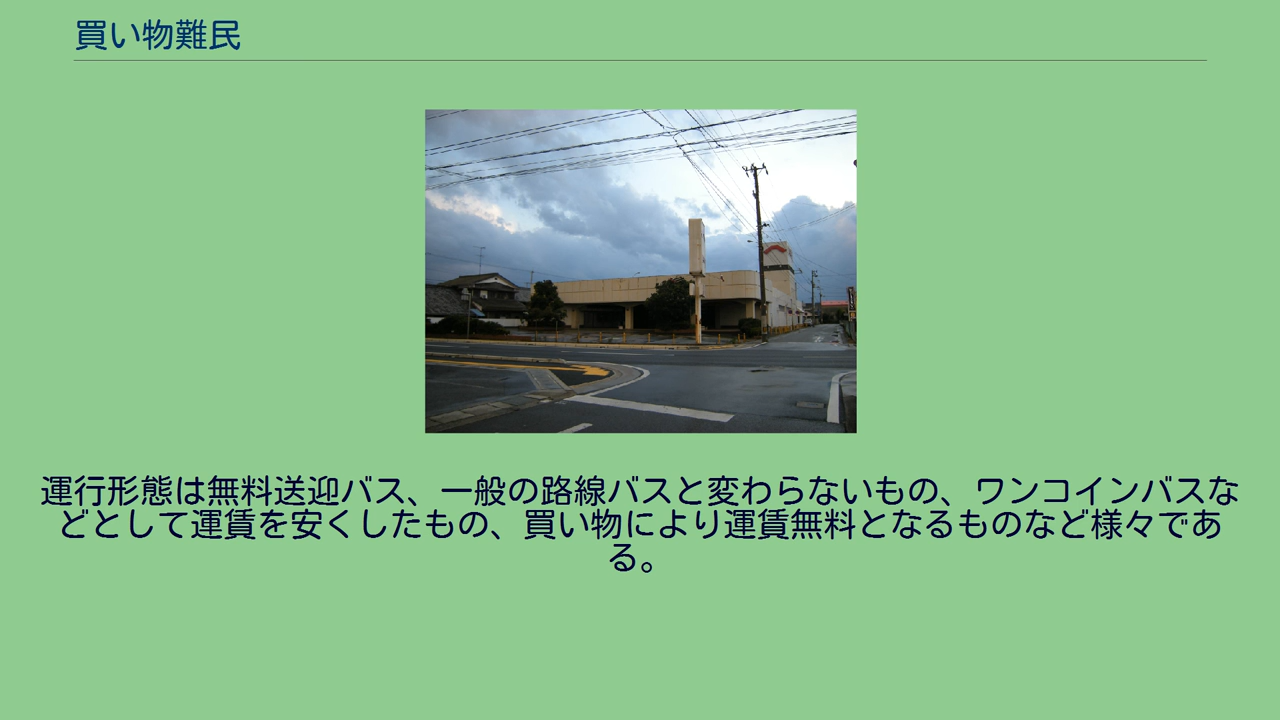 買い物難民
運行形態は無料送迎バス、一般の路線バスと変わらないもの、ワンコインバスな
どとして運賃を安くしたもの、買い物により運賃無料となるものなど様々であ
る。